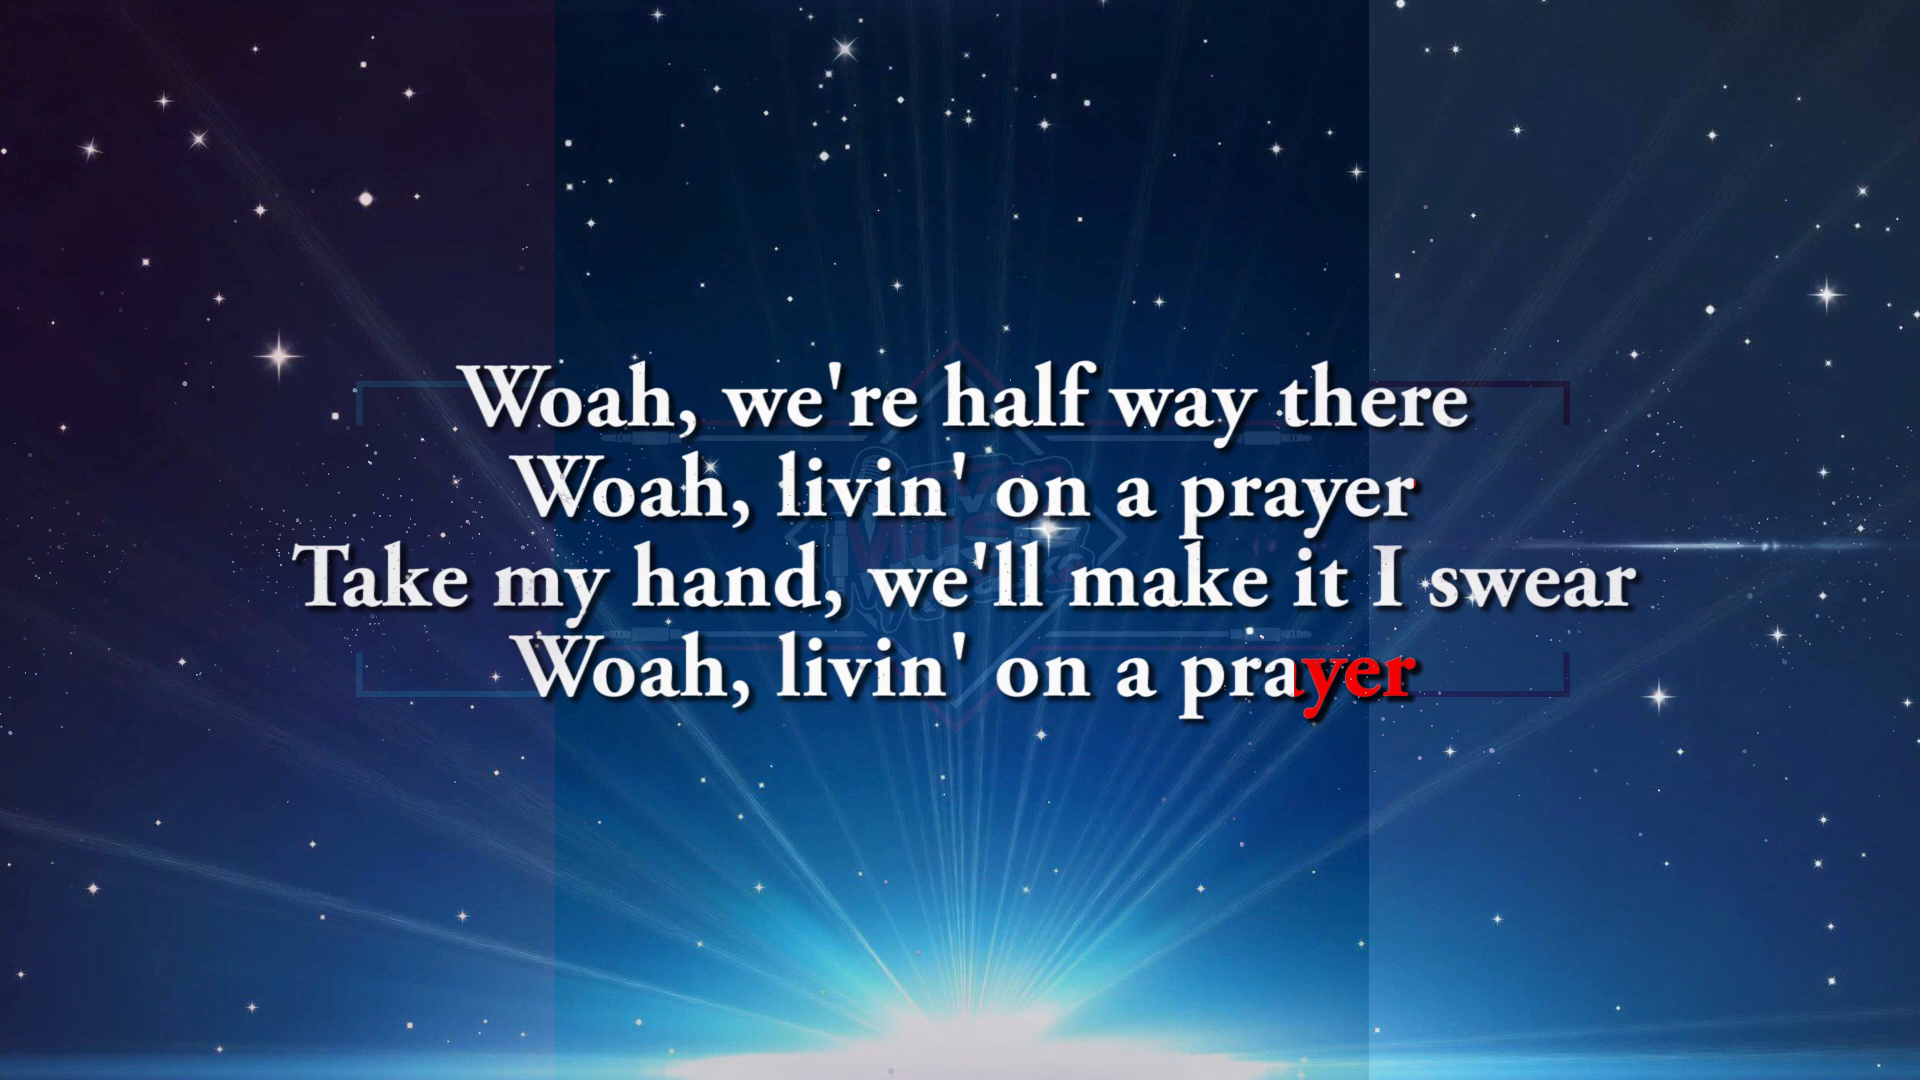 Woah, we're half way there
Woah, livin' on a prayer
Take my hand, we'll make it I swear
Woah, livin' on a prayer